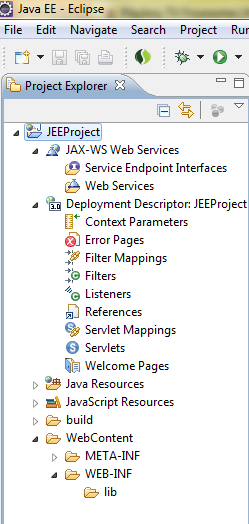 Java EE - Eclipse
File Edit Navigate Search
Project Explorer
JEEProject
JAX-WS Web Services
Service Endpoint Interfaces
Web Services
3.0 Deployment Descriptor: JEEProject
Context Parameters
Error Pages
Filter Mappings
Filters
Listeners
References
Servlet Mappings
Servlets
Welcome Pages
Java Resources
JavaScript Resources
build
WebContent
META-INF
WEB-INF
lib